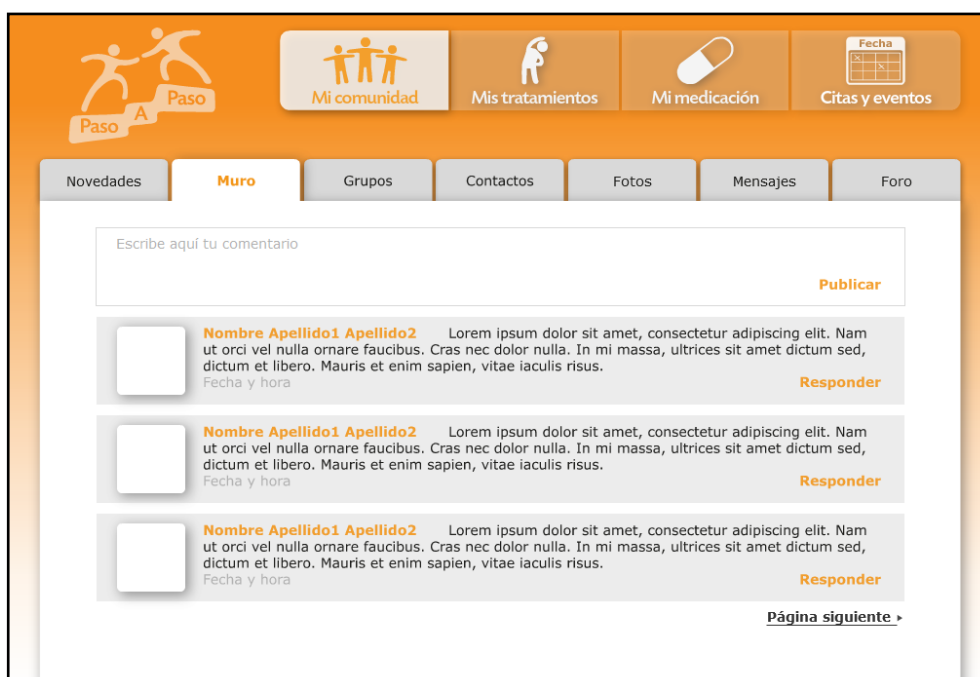 Paso A Paso
Mi comunidad
Mis tratamientos
Mi medicación
Fecha
Citas y eventos
Novedades
Muro
Grupos
Contactos
Fotos
Mensajes
Foro
Escribe aquí tu comentario
Publicar
Nombre Apellido1 Apellido2 Lorem ipsum dolor sit amet, consectetur adipiscing elit. Nam
ut orci vel nulla ornare faucibus. Cras nec dolor nulla. In mi massa, ultrices sit amet dictum sed,
dictum et libero. Mauris et enim sapien, vitae iaculis risus.
Fecha y hora
Responder
Nombre Apellido1 Apellido2 Lorem ipsum dolor sit amet, consectetur adipiscing elit. Nam
ut orci vel nulla ornare faucibus. Cras nec dolor nulla. In mi massa, ultrices sit amet dictum sed,
dictum et libero. Mauris et enim sapien, vitae iaculis risus.
Fecha y hora
Responder
Nombre Apellido1 Apellido2 Lorem ipsum dolor sit amet, consectetur adipiscing elit. Nam
ut orci vel nulla ornare faucibus. Cras nec dolor nulla. In mi massa, ultrices sit amet dictum sed,
dictum et libero. Mauris et enim sapien, vitae iaculis risus.
Fecha y hora
Responder
Página siguiente